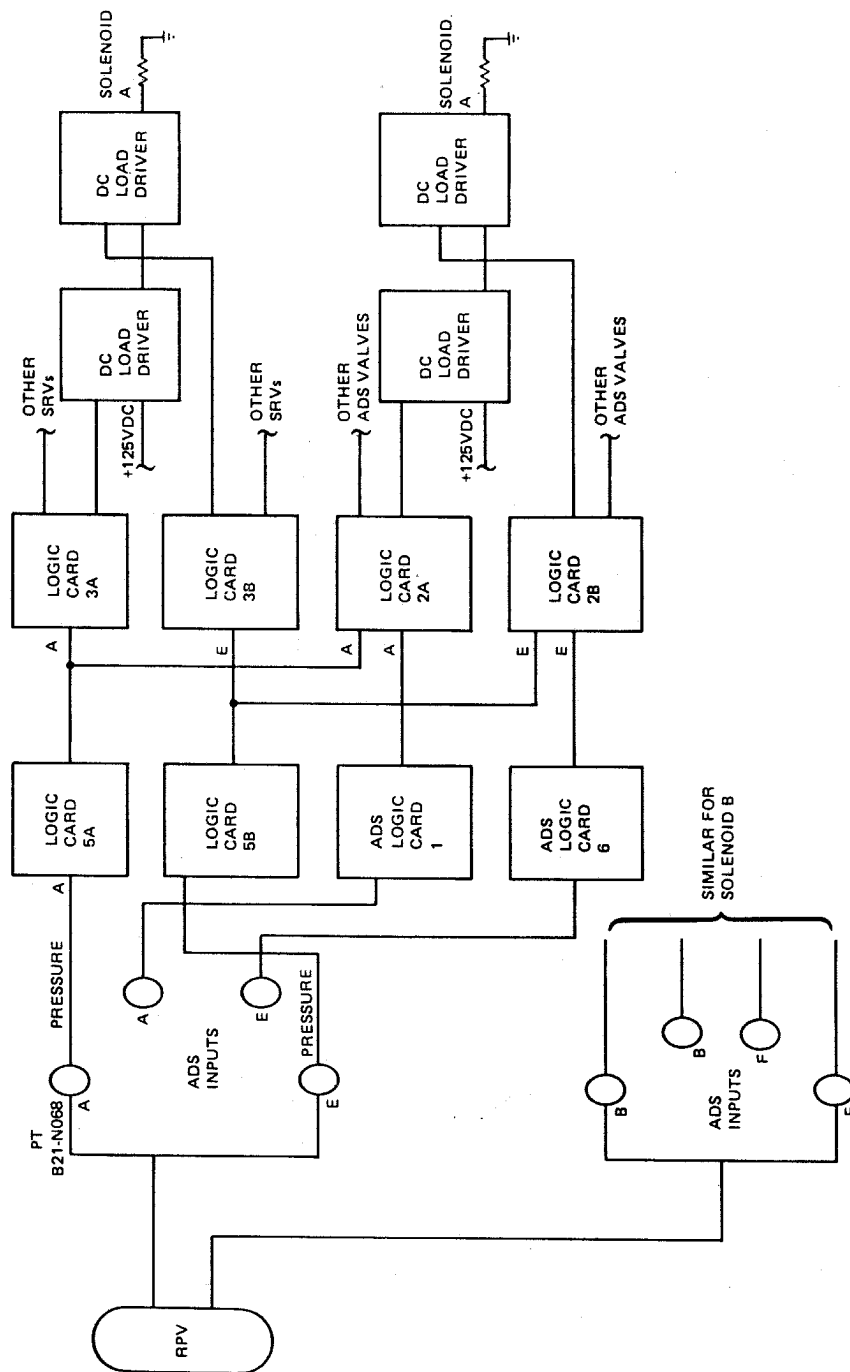 RPV
PT
B21-N068
A
PRESSURE
A
LOGIC
CARD
5A
A
LOGIC
CARD
3A
OTHER
SRVs
+125VDC
DC
LOAD
DRIVER
DC
LOAD
DRIVER
SOLENOID
A
ADS
INPUTS
A
E
E
PRESSURE
LOGIC
CARD
5B
E
LOGIC
CARD
3B
OTHER
SRVs
ADS
LOGIC
CARD
1
A
A
LOGIC
CARD
2A
OTHER
ADS VALVES
+125VDC
DC
LOAD
DRIVER
DC
LOAD
DRIVER
SOLENOID.
A
ADS
LOGIC
CARD
6
E
E
LOGIC
CARD
2B
OTHER
ADS VALVES
B
ADS
INPUTS
B
F
F
SIMILAR FOR
SOLENOID B